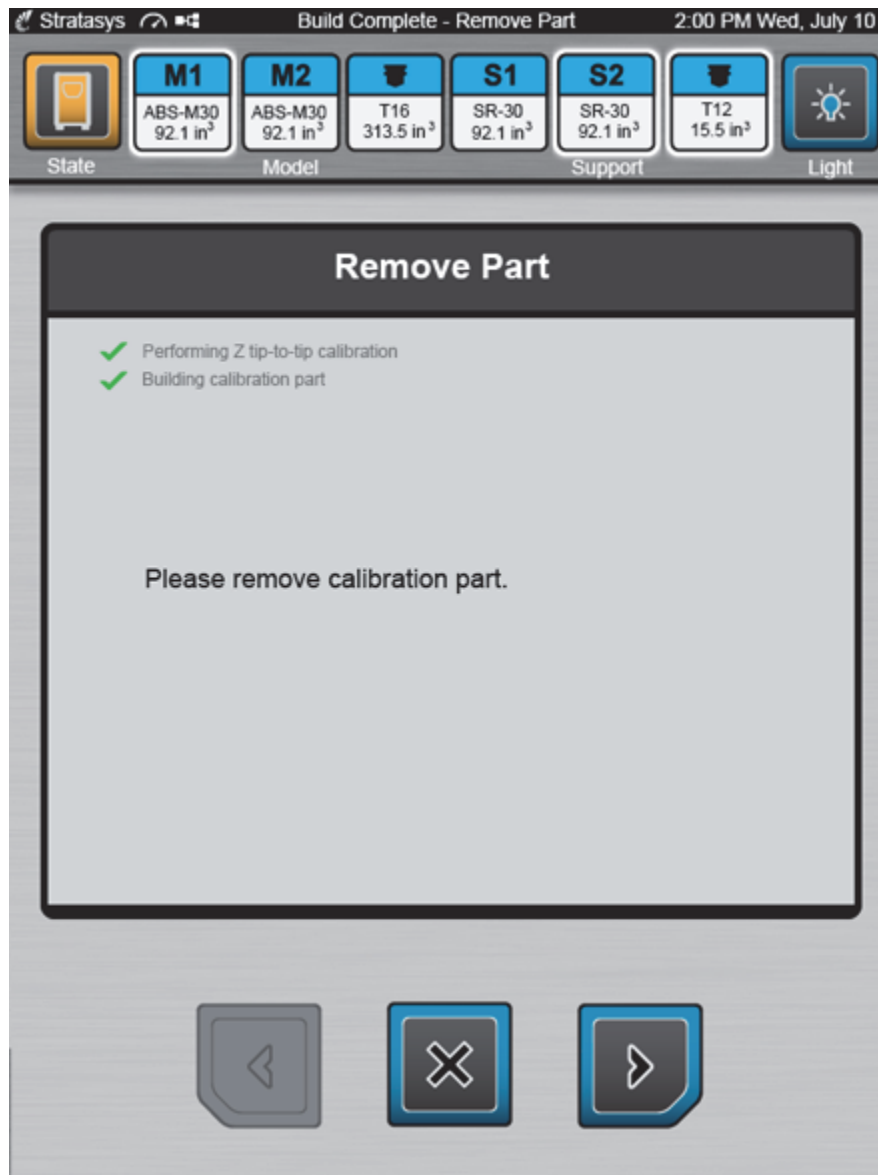 Stratasys Build Complete - Remove Part 2:00 PM Wed, July 10
M1 M2 S1 S2
ABS-M30 ABS-M30 T16 SR-30 SR-30 T12
92.1 in³ 92.1 in³ 313.5 in³ 92.1 in³ 92.1 in³ 15.5 in³
State Model Support Light
Remove Part
Performing Z tip-to-tip calibration
Building calibration part
Please remove calibration part.